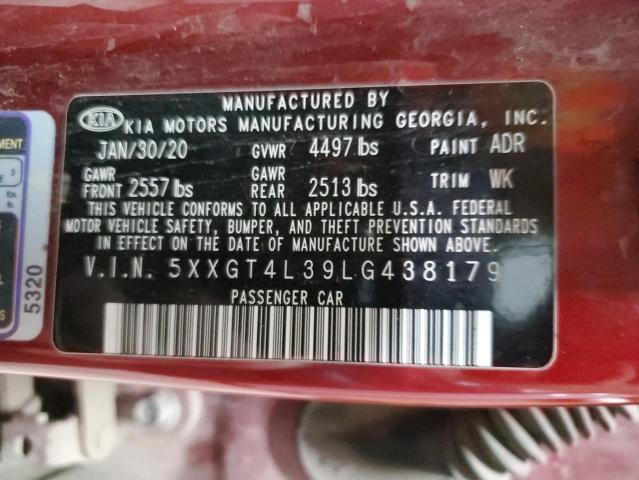 MANUFACTURED BY
KIA KIA MOTORS MANUFACTURING GEORGIA, INC.
JAN/30/20 GVWR 4497 lbs PAINT ADR
GAWR FRONT 2557 lbs GAWR REAR 2513 lbs TRIM WK
THIS VEHICLE CONFORMS TO ALL APPLICABLE U.S.A. FEDERAL
MOTOR VEHICLE SAFETY, BUMPER, AND THEFT PREVENTION STANDARDS
IN EFFECT ON THE DATE OF MANUFACTURE SHOWN ABOVE.
V.I.N. 5XXGT4L39LG438179
PASSENGER CAR
5320